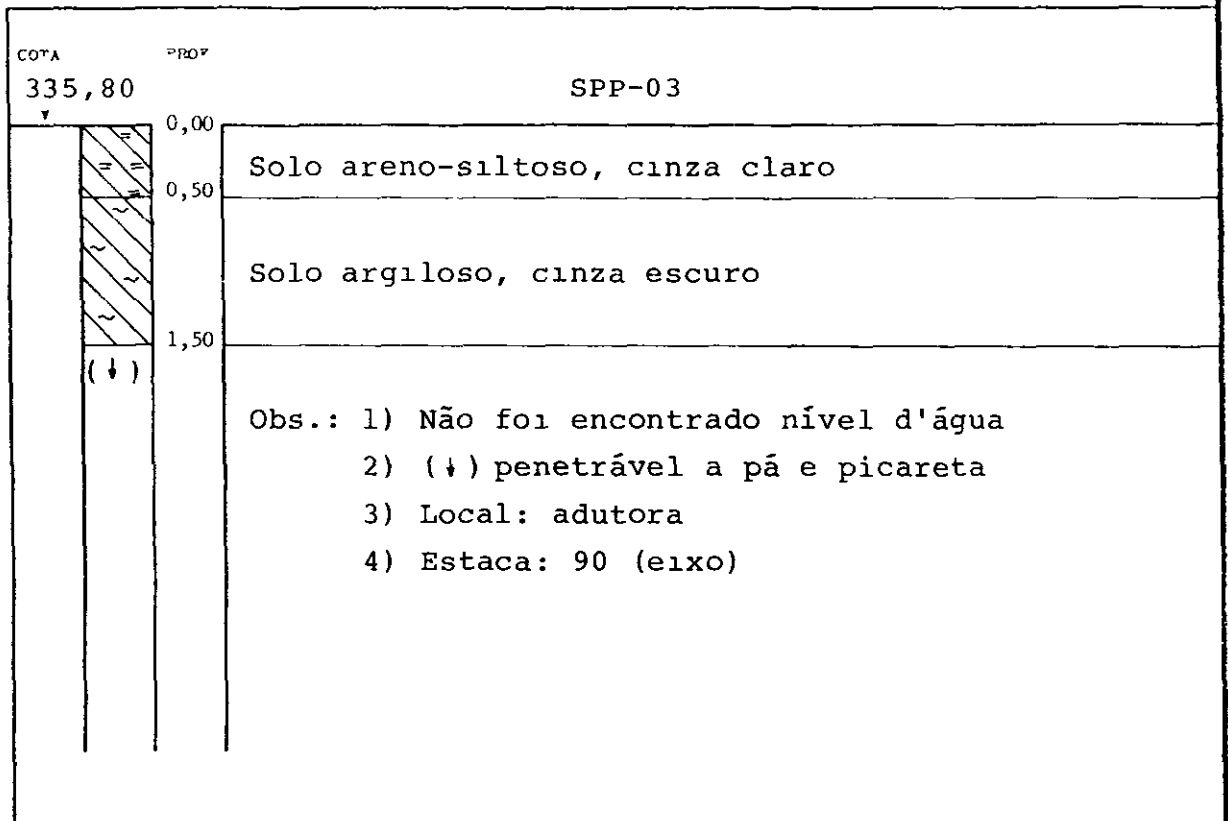 COTA PROF
335,80 SPP-03
0,00
Solo areno-siltoso, cinza claro
0,50
Solo argiloso, cinza escuro
1,50
(↓)
Obs.: 1) Não foi encontrado nível d'água
2) (↓) penetrável a pá e picareta
3) Local: adutora
4) Estaca: 90 (eixo)